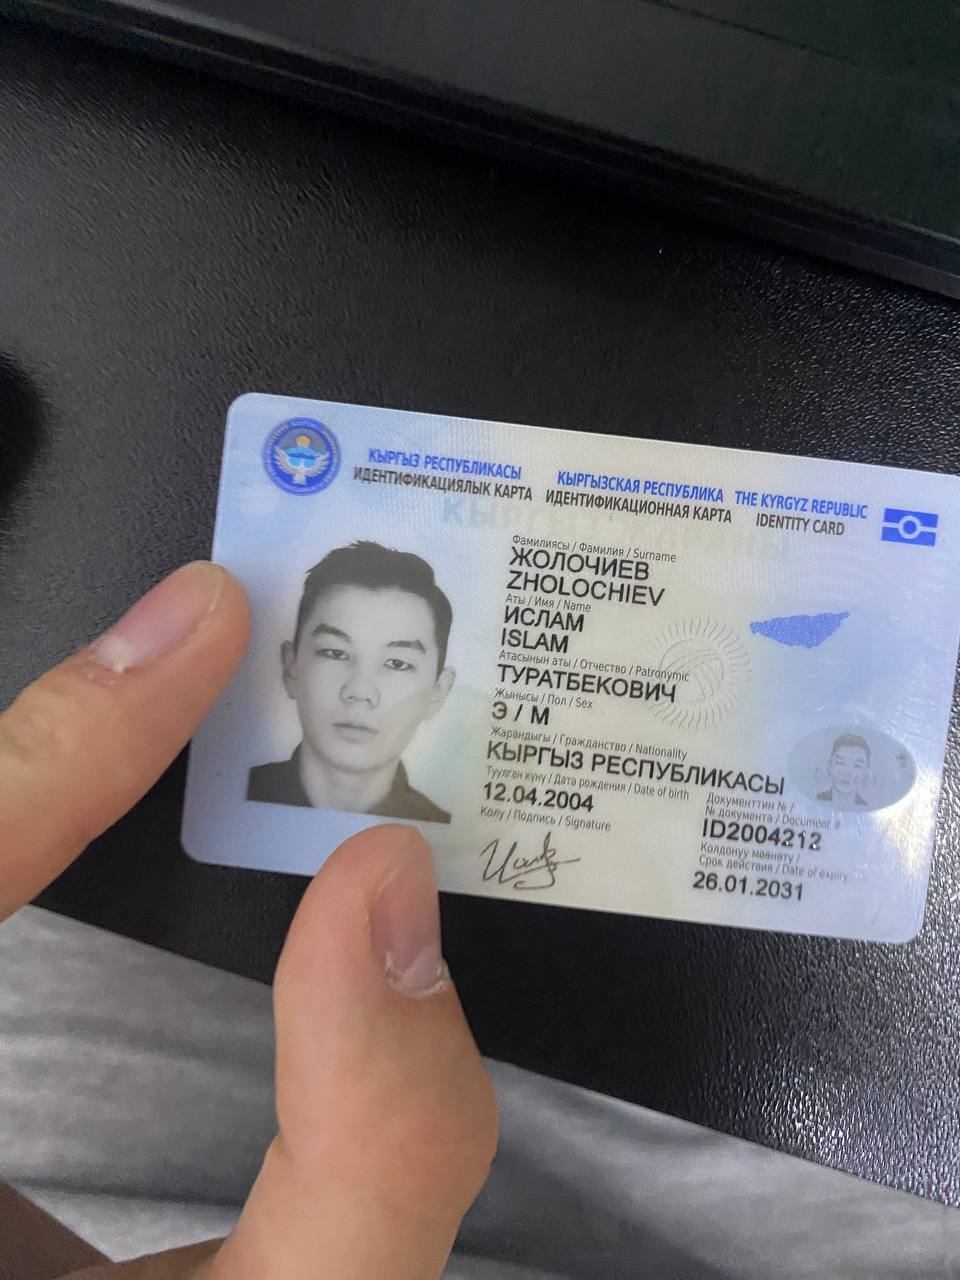 КЫРГЫЗ РЕСПУБЛИКАСЫ КЫРГЫЗСКАЯ РЕСПУБЛИКА THE KYRGYZ REPUBLIC
ИДЕНТИФИКАЦИЯЛЫК КАРТА ИДЕНТИФИКАЦИОННАЯ КАРТА IDENTITY CARD
Фамилиясы / Фамилия / Surname
ЖОЛОЧИЕВ
ZHOLOCHIEV
Аты / Имя / Name
ИСЛАМ
ISLAM
Атасынын аты / Отчество / Patronymic
ТУРАТБЕКОВИЧ
Жынысы / Пол / Sex
Э / М
Жарандыгы / Гражданство / Nationality
КЫРГЫЗ РЕСПУБЛИКАСЫ
Туулган күнү / Дата рождения / Date of birth
12.04.2004
Документтин № /
№ документа / Document #
ID2004212
Колу / Подпись / Signature
Колдонуу мөөнөтү /
Срок действия / Date of expiry
26.01.2031